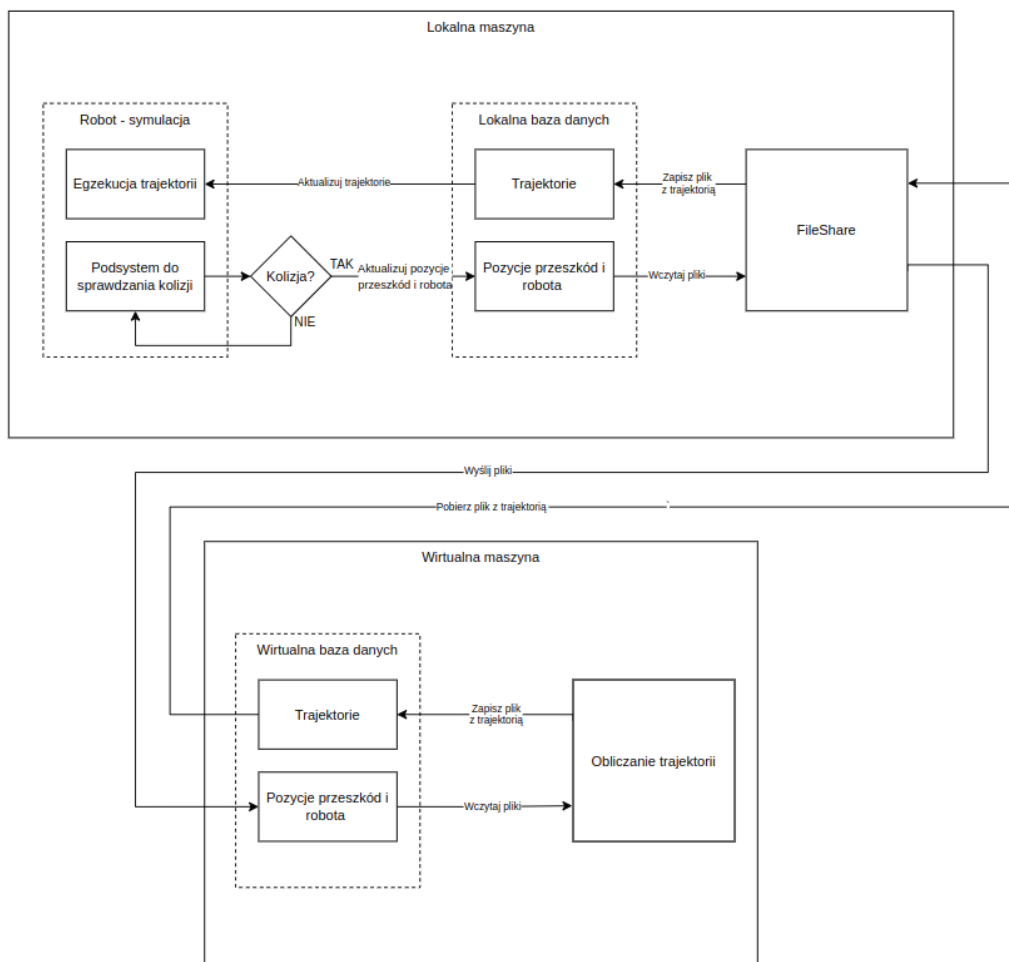 Lokalna maszyna
Robot - symulacja
Lokalna baza danych
Egzekucja trajektorii
Aktualizuj trajektorie
Trajektorie
Zapisz plik
z trajektorią
FileShare
Podsystem do
sprawdzania kolizji
Kolizja?
TAK
NIE
Aktualizuj pozycje
przeszkód i robota
Pozycje przeszkód i
robota
Wczytaj pliki
Wyślij pliki
Pobierz plik z trajektorią
Wirtualna maszyna
Wirtualna baza danych
Trajektorie
Zapisz plik
z trajektorią
Obliczanie trajektorii
Pozycje przeszkód i
robota
Wczytaj pliki